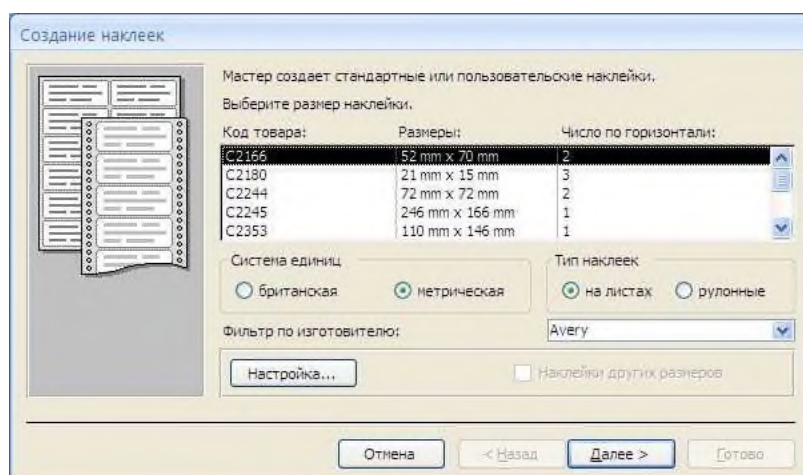 Создание наклеек
Мастер создает стандартные или пользовательские наклейки.
Выберите размер наклейки.
Код товара: Размеры: Число по горизонтали:
C2166 52 mm x 70 mm 2
C2180 21 mm x 15 mm 3
C2244 72 mm x 72 mm 2
C2245 246 mm x 166 mm 1
C2353 110 mm x 146 mm 1
Система единиц Тип наклеек
британская метрическая на листах рулонные
Фильтр по изготовителю: Avery
Настройка... Наклейки других размеров
Отмена < Назад Далее > Готово